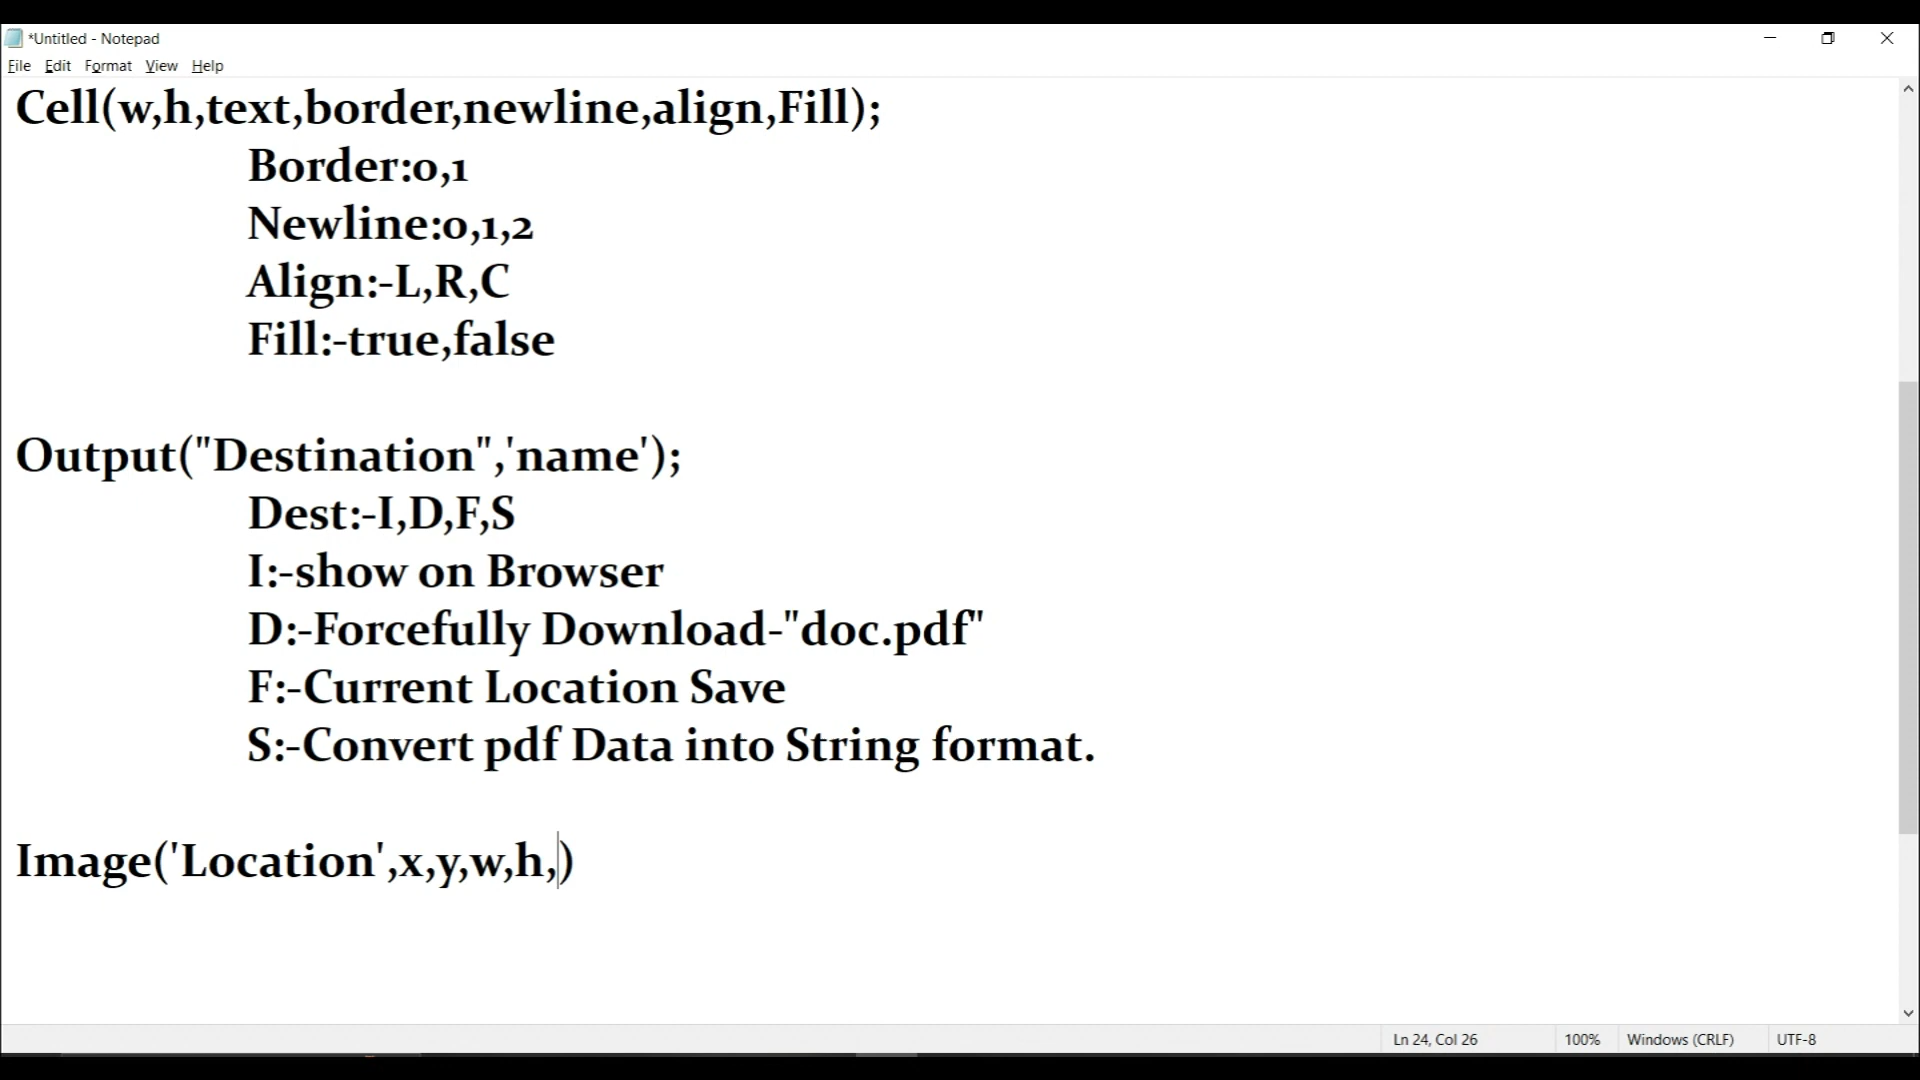 *Untitled - Notepad
File Edit Format View Help
Cell(w,h,text,border,newline,align,Fill);
Border:0,1
Newline:0,1,2
Align:-L,R,C
Fill:-true,false
Output("Destination",'name');
Dest:-I,D,F,S
I:-show on Browser
D:-Forcefully Download-"doc.pdf"
F:-Current Location Save
S:-Convert pdf Data into String format.
Image('Location',x,y,w,h,)
Ln 24, Col 26 100% Windows (CRLF) UTF-8